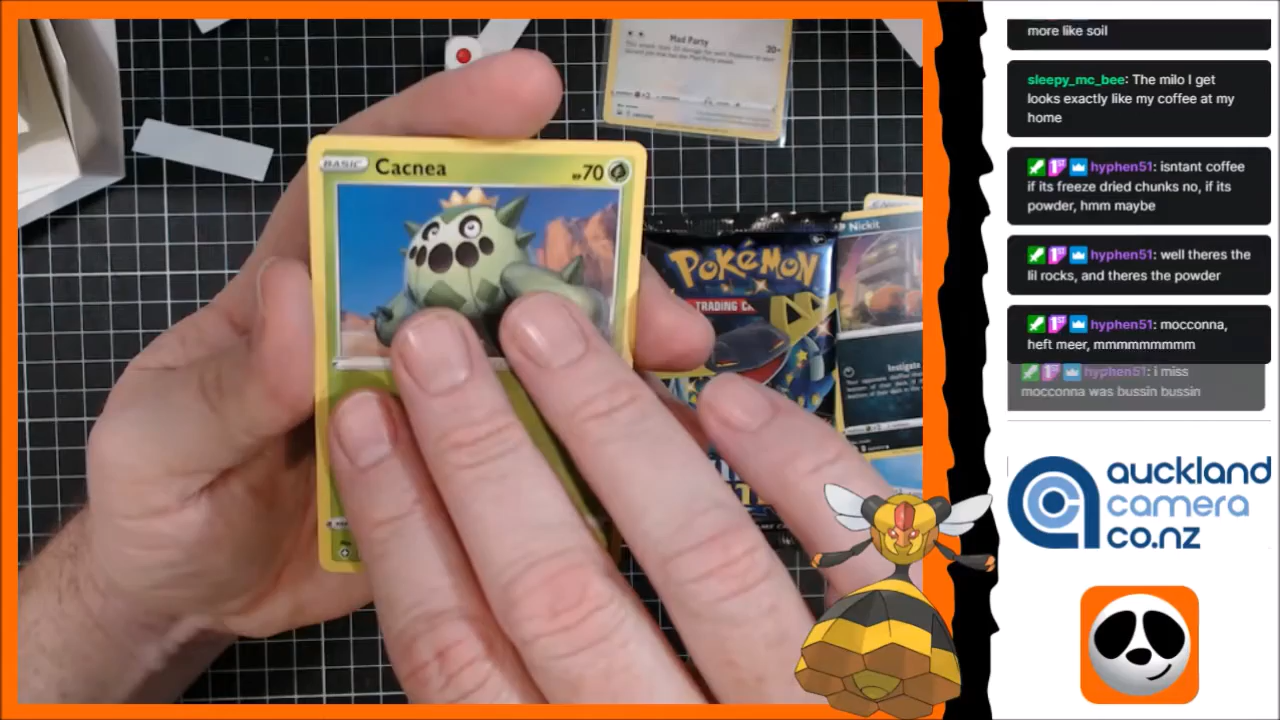 Mad Party
20×
BASIC Cacnea HP70
POKéMON
TRADING CA
Nickit
Instigate
GAME CAR
more like soil
sleepy_mc_bee: The milo I get
looks exactly like my coffee at my
home
hyphen51: isntant coffee
if its freeze dried chunks no, if its
powder, hmm maybe
hyphen51: well theres the
lil rocks, and theres the powder
hyphen51: mocconna,
heft meer, mmmmmmmmm
hyphen51: i miss
mocconna was bussin bussin
auckland
camera
co.nz